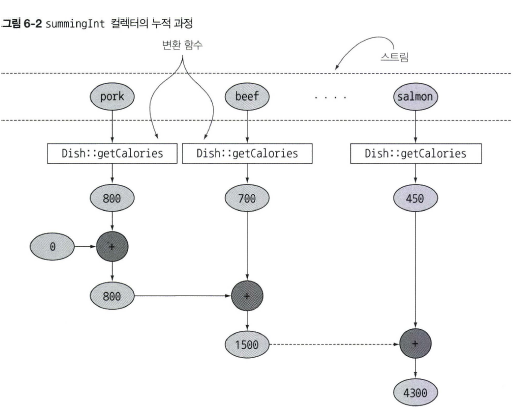 그림 6-2 summingInt 컬렉터의 누적 과정
변환 함수
스트림
pork beef .... salmon
Dish::getCalories Dish::getCalories Dish::getCalories
800 700 450
0 +
800 +
1500 +
4300